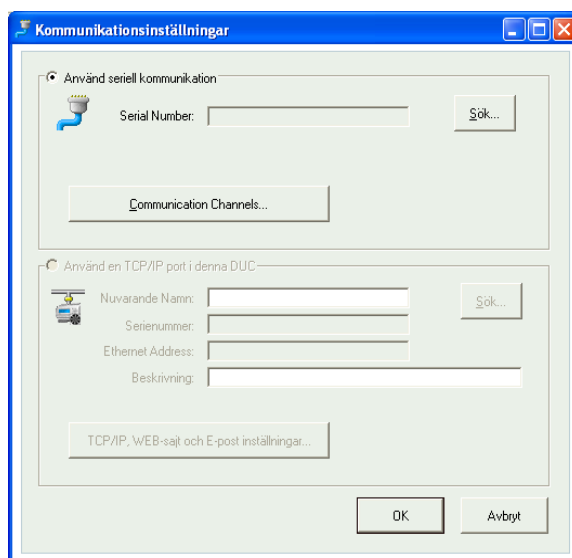 Kommunikationsinställningar
Använd seriell kommunikation
Serial Number:
Sök...
Communication Channels...
Använd en TCP/IP port i denna DUC
Nuvarande Namn:
Sök...
Serienummer:
Ethernet Address:
Beskrivning:
TCP/IP, WEB-sajt och E-post inställningar...
OK
Avbryt